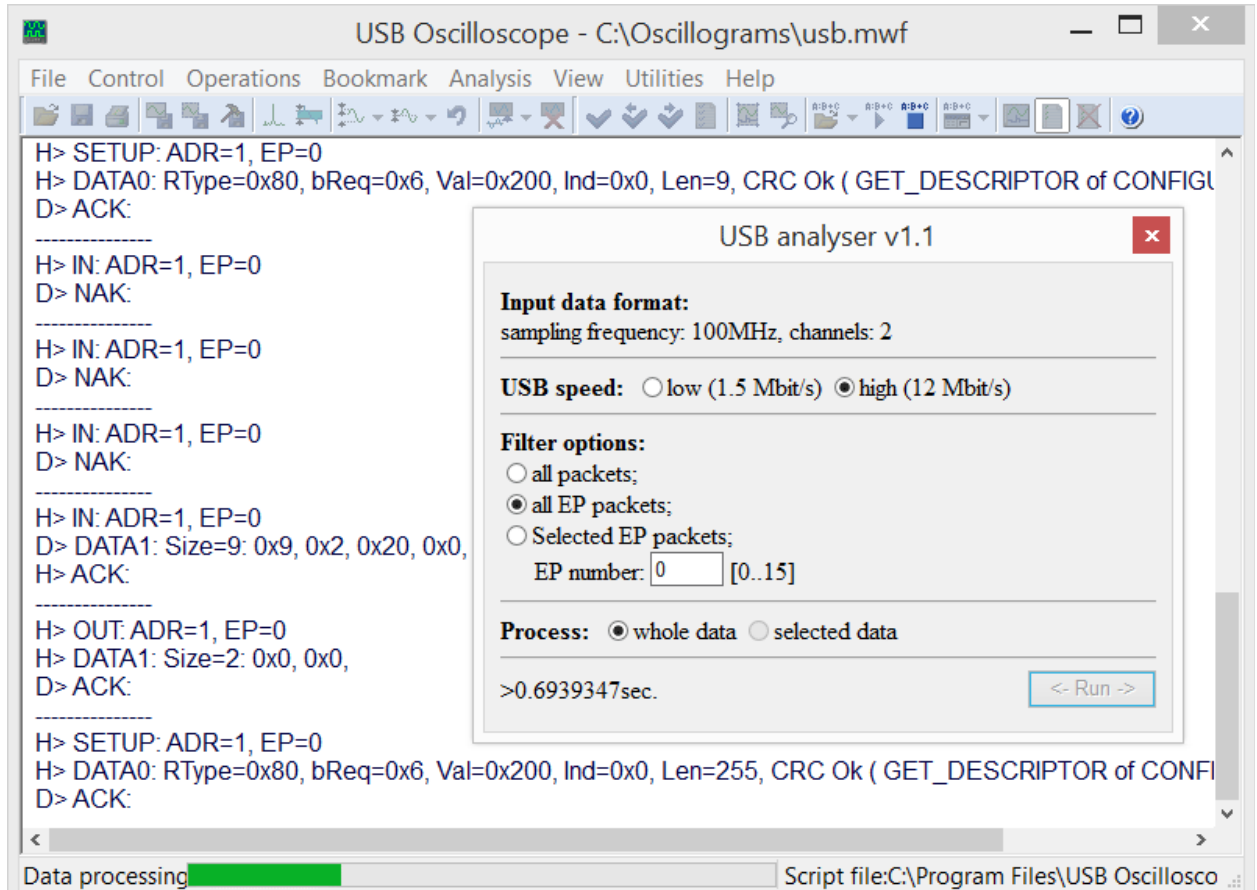 USB Oscilloscope - C:\Oscillograms\usb.mwf
File Control Operations Bookmark Analysis View Utilities Help
H> SETUP: ADR=1, EP=0
H> DATA0: RType=0x80, bReq=0x6, Val=0x200, Ind=0x0, Len=9, CRC Ok ( GET_DESCRIPTOR of CONFIGU
D> ACK:
---------------
H> IN: ADR=1, EP=0
D> NAK:
---------------
H> IN: ADR=1, EP=0
D> NAK:
---------------
H> IN: ADR=1, EP=0
D> NAK:
---------------
H> IN: ADR=1, EP=0
D> DATA1: Size=9: 0x9, 0x2, 0x20, 0x0,
H> ACK:
---------------
H> OUT: ADR=1, EP=0
H> DATA1: Size=2: 0x0, 0x0,
D> ACK:
---------------
H> SETUP: ADR=1, EP=0
H> DATA0: RType=0x80, bReq=0x6, Val=0x200, Ind=0x0, Len=255, CRC Ok ( GET_DESCRIPTOR of CONFI
D> ACK:
USB analyser v1.1
Input data format:
sampling frequency: 100MHz, channels: 2
USB speed: low (1.5 Mbit/s) high (12 Mbit/s)
Filter options:
all packets;
all EP packets;
Selected EP packets;
EP number: 0 [0..15]
Process: whole data selected data
>0.6939347sec. <- Run ->
Data processing Script file:C:\Program Files\USB Oscillosco